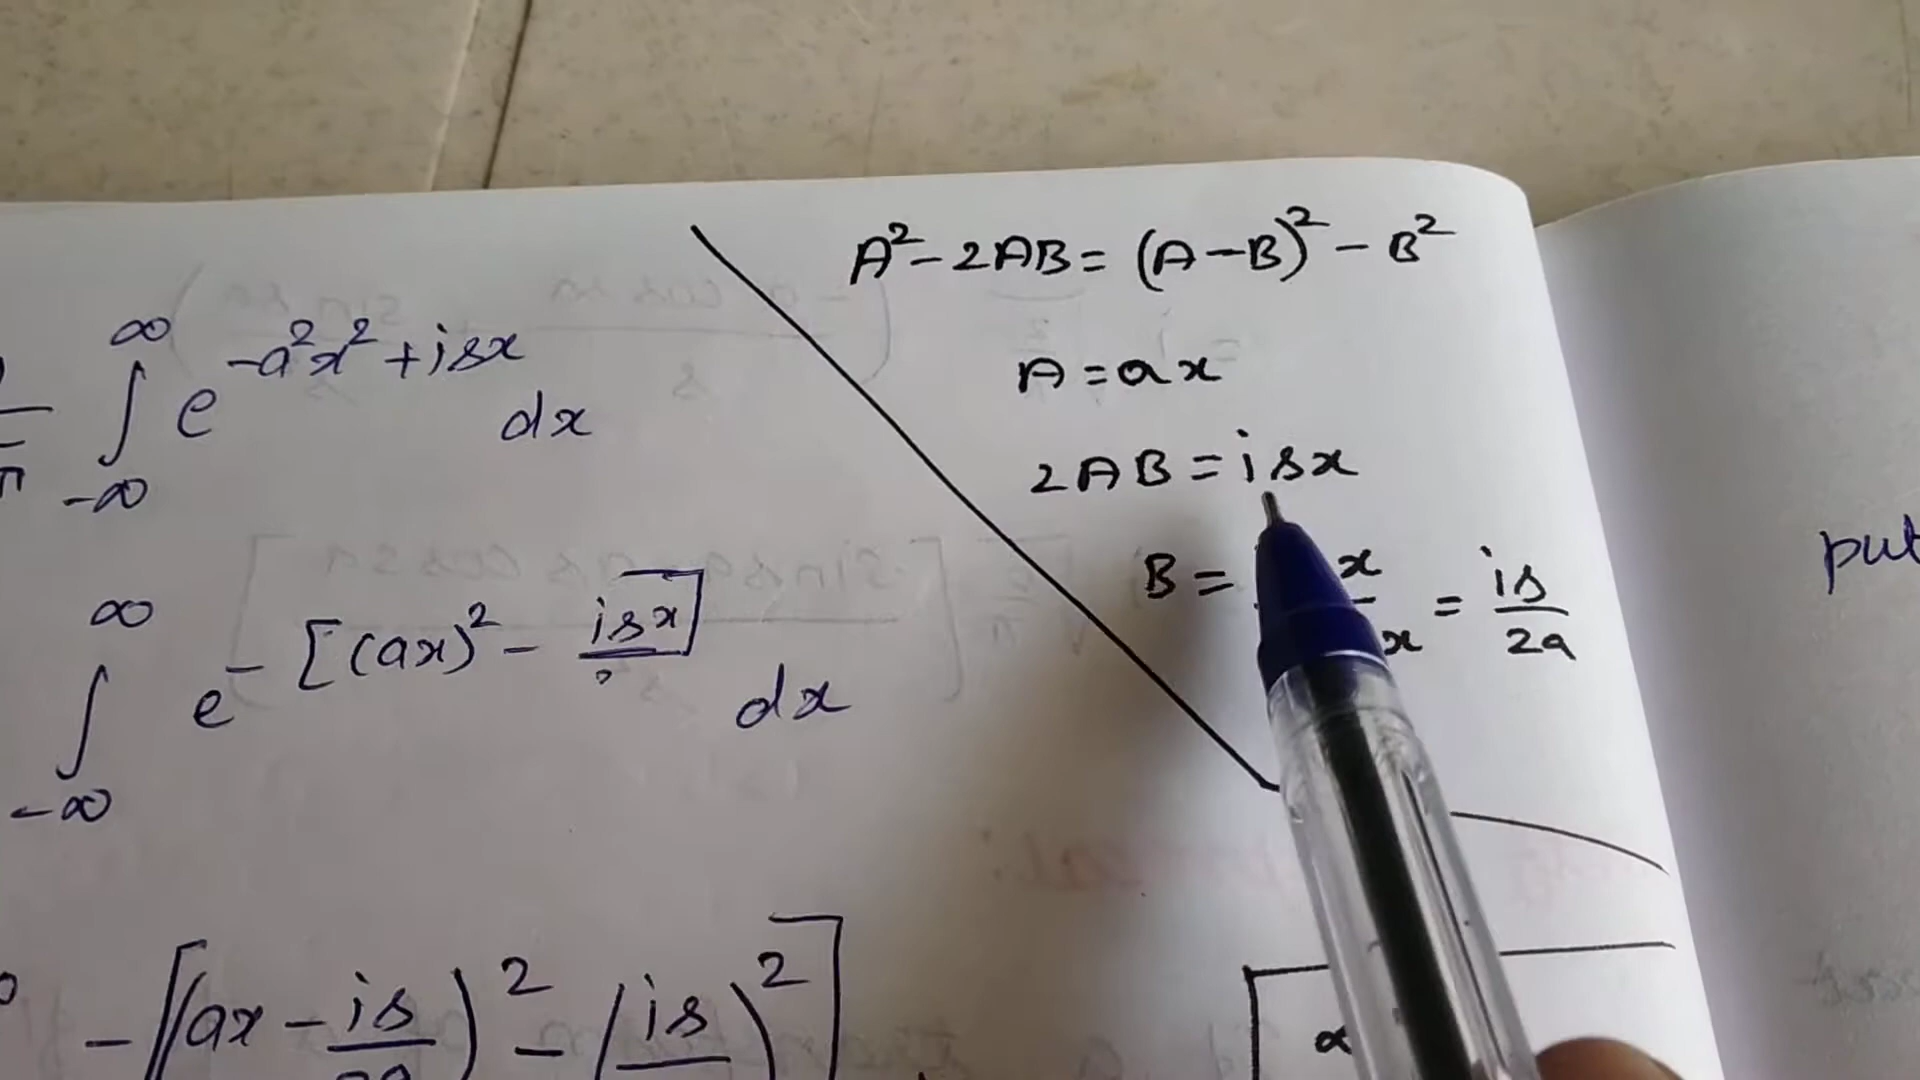 A² - 2AB = (A - B)² - B²
A = ax
2AB = isx
B = x/x = is/2a
∫_{-∞}^{∞} e^{-a²x² + isx} dx
∫_{-∞}^{∞} e^{-[(ax)² - isx]} dx
-[(ax - is/2a)² - (is/)²]
put